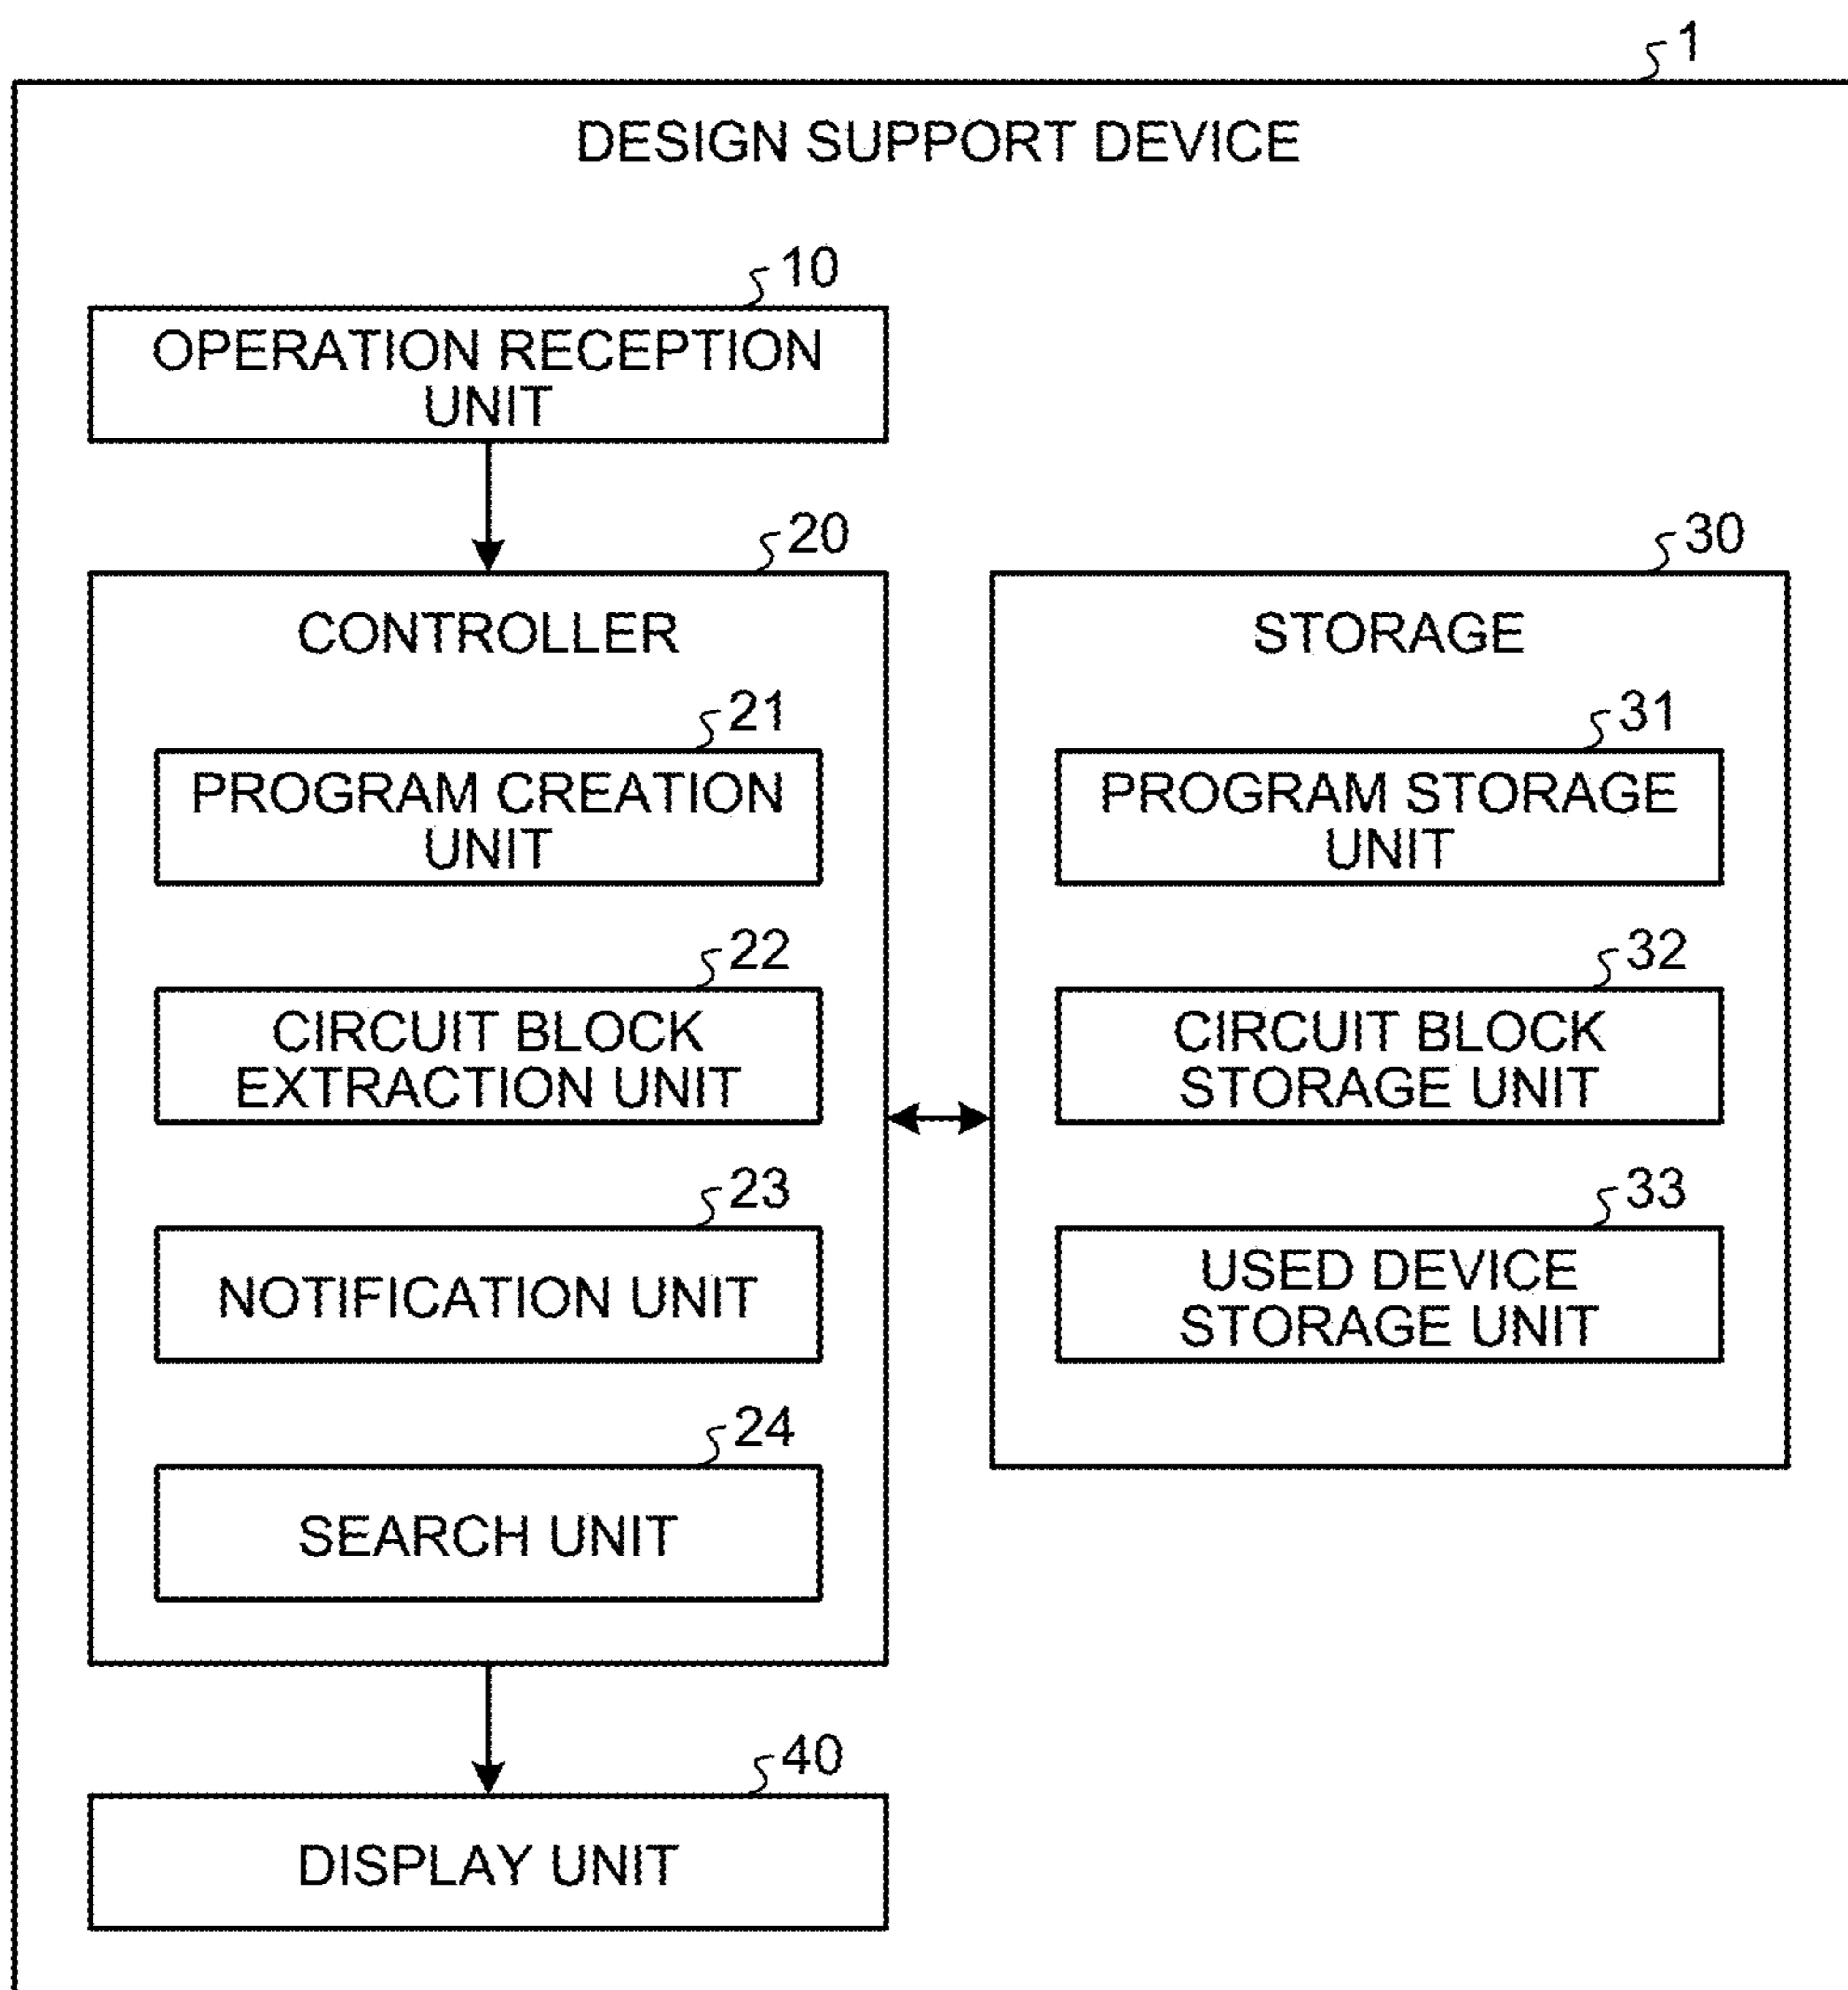 1
DESIGN SUPPORT DEVICE
10
OPERATION RECEPTION
UNIT
20
CONTROLLER
21
PROGRAM CREATION
UNIT
22
CIRCUIT BLOCK
EXTRACTION UNIT
23
NOTIFICATION UNIT
24
SEARCH UNIT
30
STORAGE
31
PROGRAM STORAGE
UNIT
32
CIRCUIT BLOCK
STORAGE UNIT
33
USED DEVICE
STORAGE UNIT
40
DISPLAY UNIT